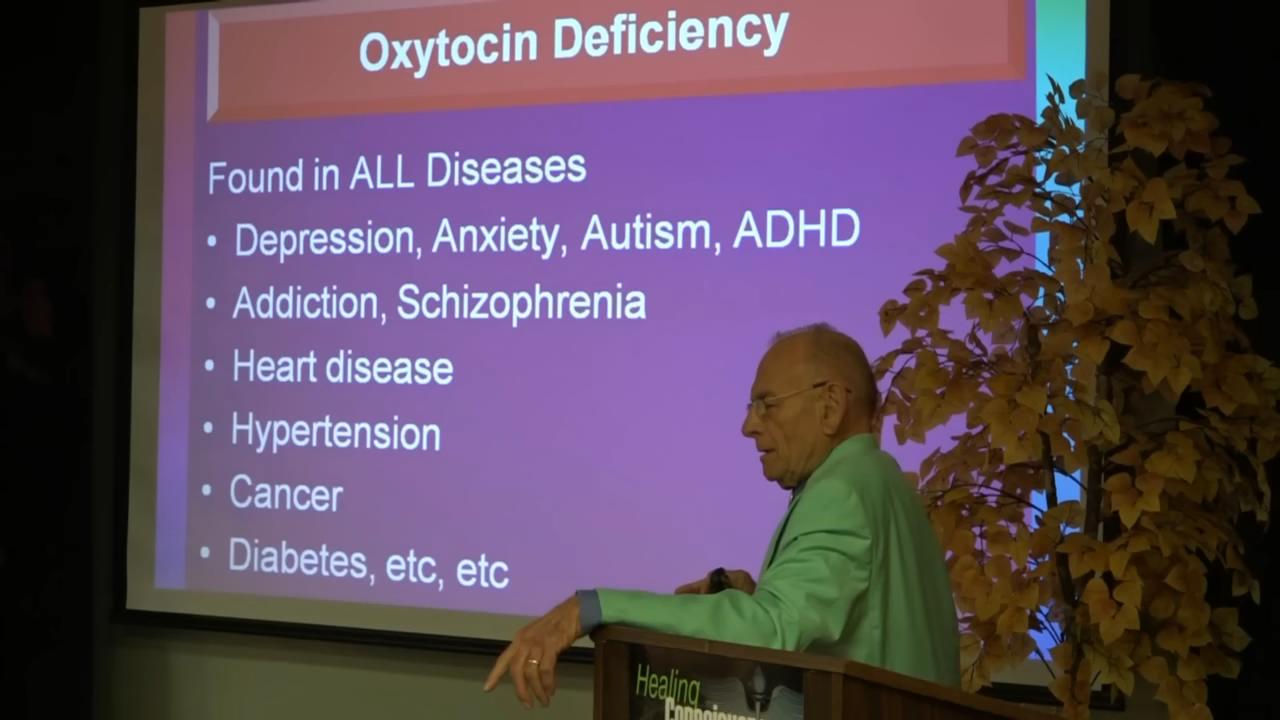 Oxytocin Deficiency
Found in ALL Diseases
• Depression, Anxiety, Autism, ADHD
• Addiction, Schizophrenia
• Heart disease
• Hypertension
• Cancer
• Diabetes, etc, etc
Healing